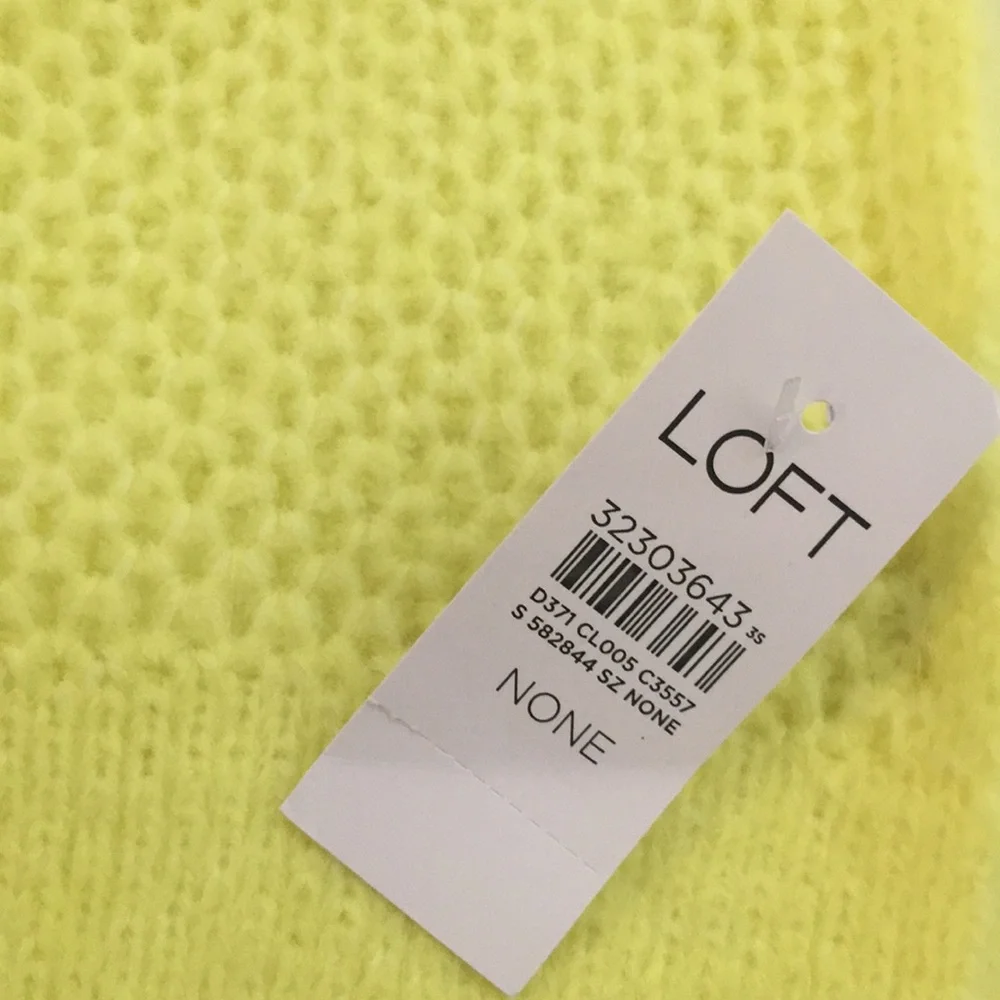 LOFT
32303643 3S
D371 CL005 C3557
S 582844 SZ NONE
NONE